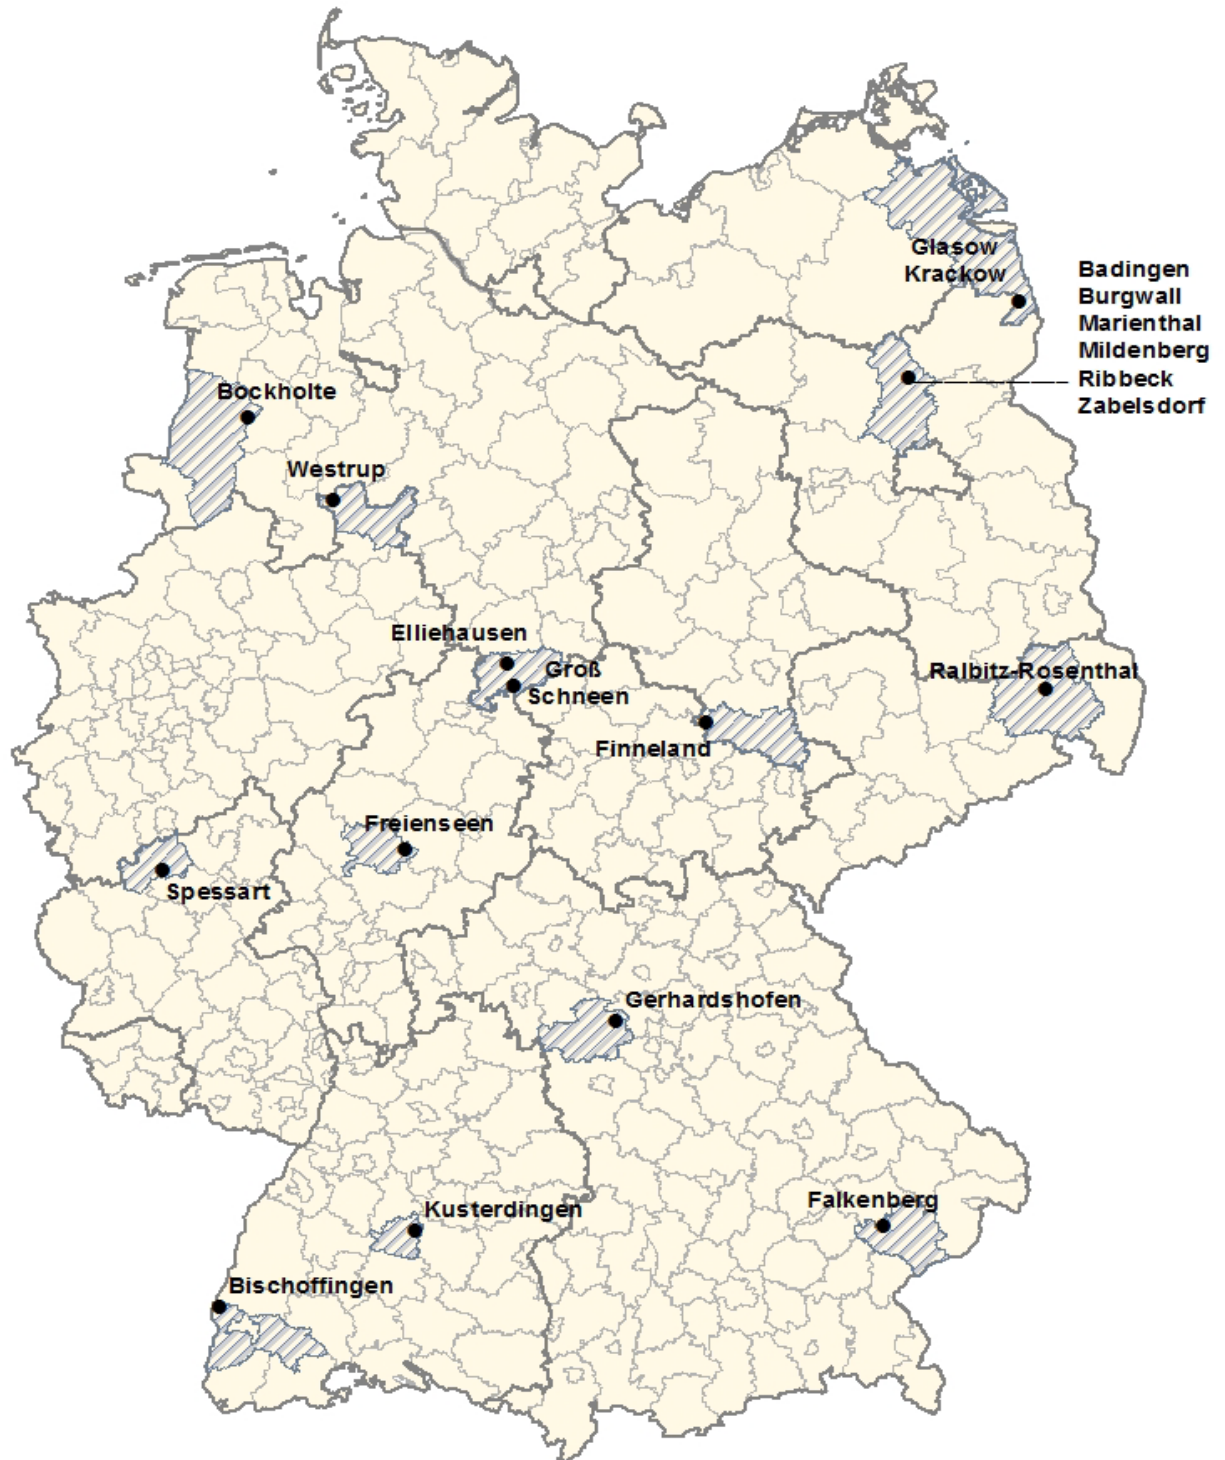 Glasow
Krackow
Badingen
Burgwall
Marienthal
Mildenberg
Ribbeck
Zabelsdorf
Bockholte
Westrup
Elliehausen
Groß
Schneen
Ralbitz-Rosenthal
Finneland
Freienseen
Spessart
Gerhardshofen
Falkenberg
Kusterdingen
Bischoffingen